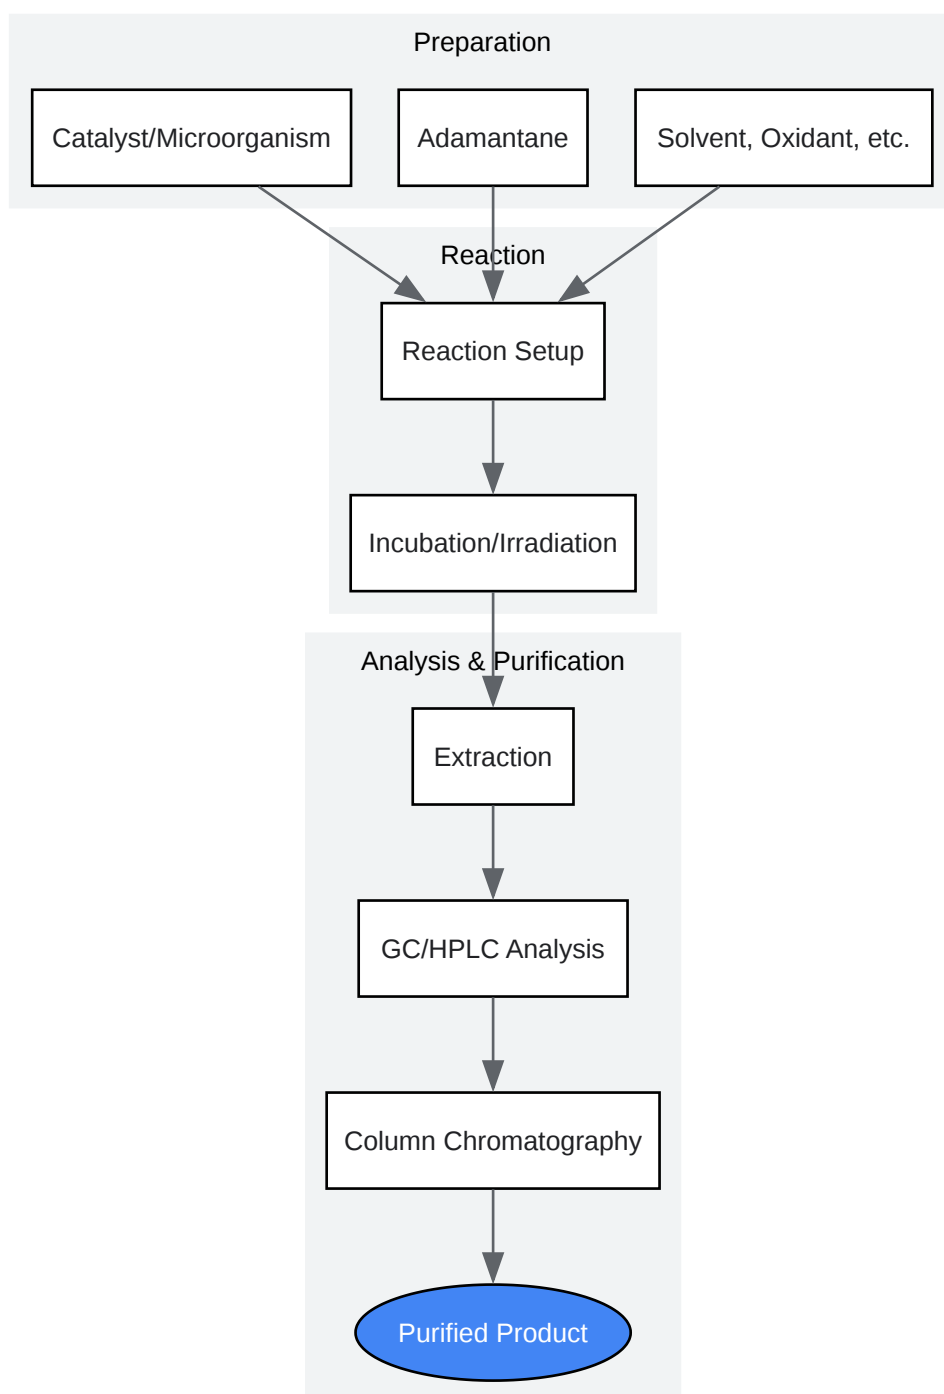 Preparation
Catalyst/Microorganism
Adamantane
Solvent, Oxidant, etc.
Reaction
Reaction Setup
Incubation/Irradiation
Analysis & Purification
Extraction
GC/HPLC Analysis
Column Chromatography
Purified Product